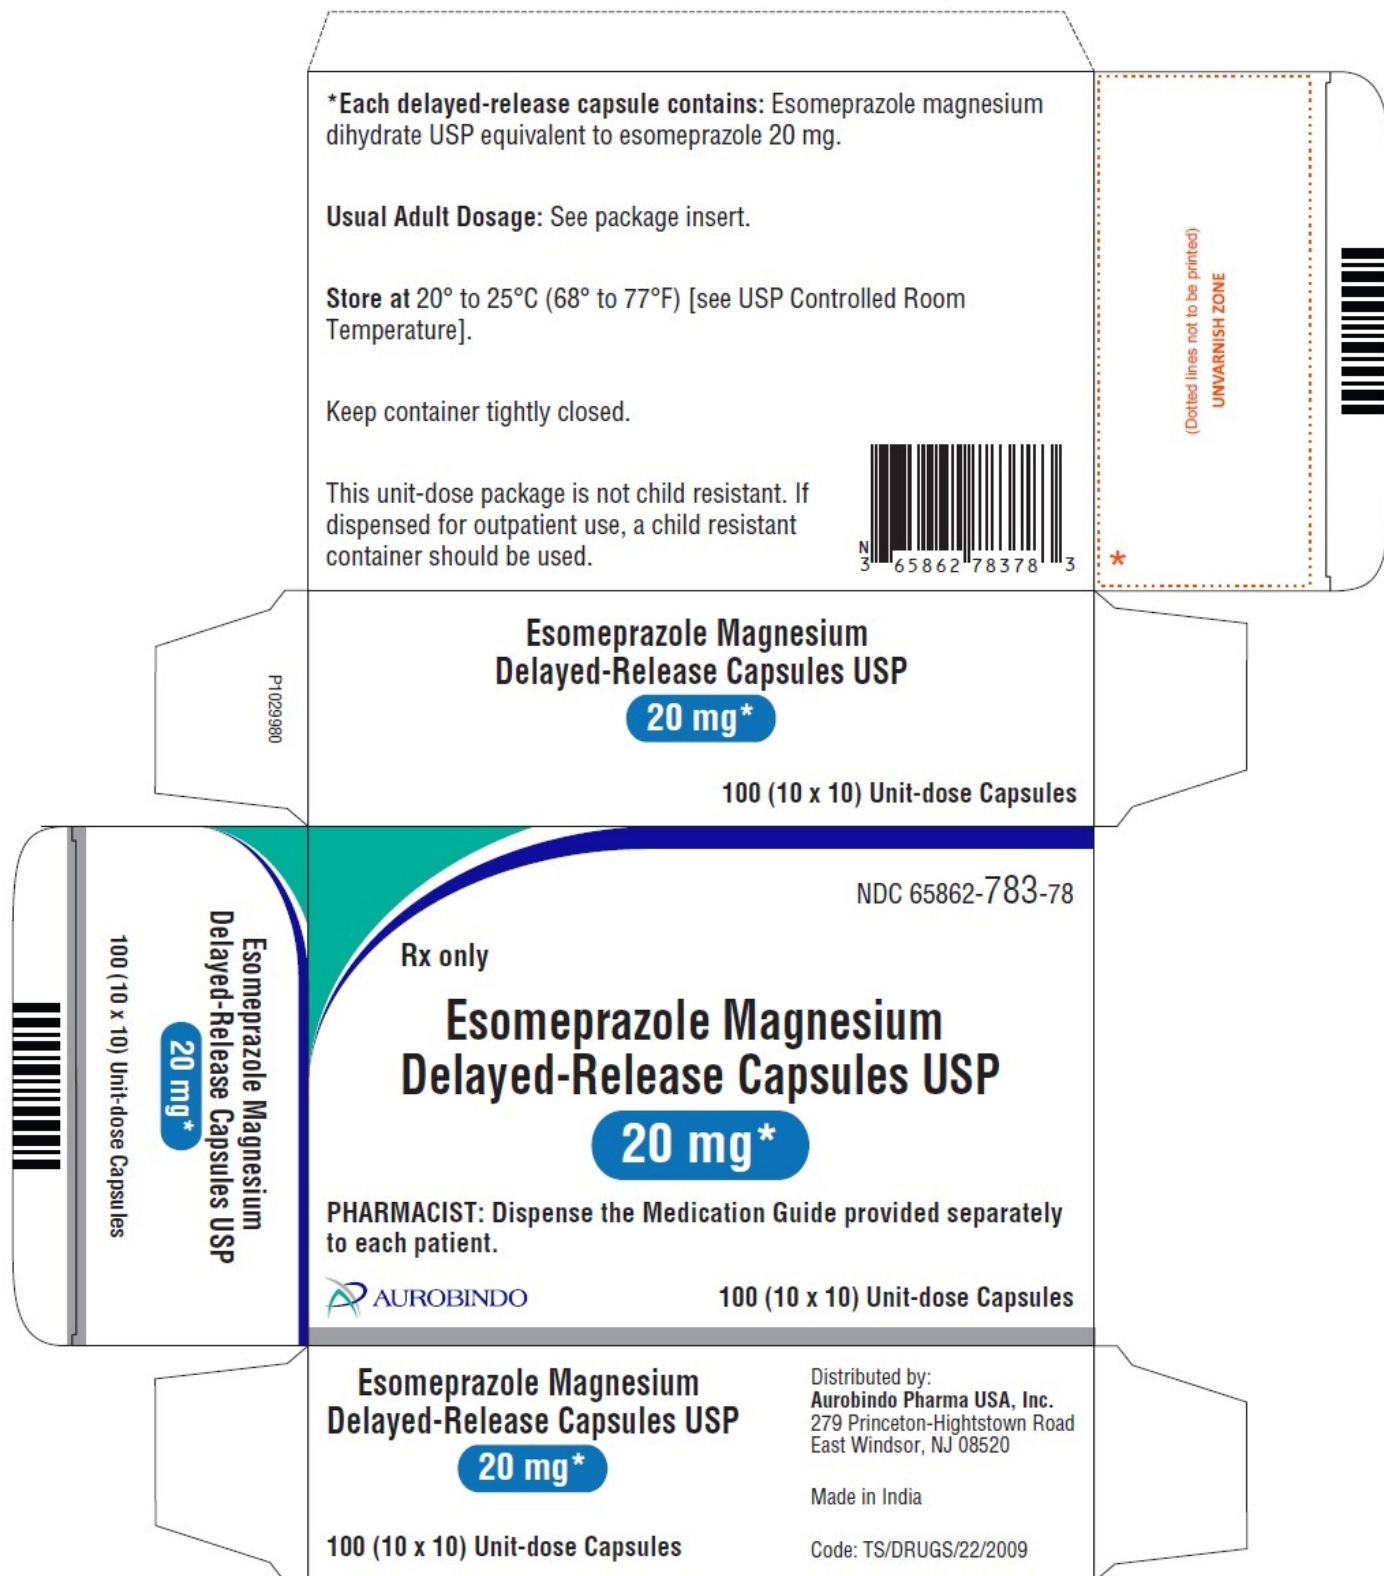 *Each delayed-release capsule contains: Esomeprazole magnesium
dihydrate USP equivalent to esomeprazole 20 mg.
Usual Adult Dosage: See package insert.
Store at 20° to 25°C (68° to 77°F) [see USP Controlled Room
Temperature].
Keep container tightly closed.
This unit-dose package is not child resistant. If
dispensed for outpatient use, a child resistant
container should be used.
N
3 65862 78378 3
(Dotted lines not to be printed)
UNVARNISH ZONE
*
P1029980
Esomeprazole Magnesium
Delayed-Release Capsules USP
20 mg*
100 (10 x 10) Unit-dose Capsules
Esomeprazole Magnesium
Delayed-Release Capsules USP
20 mg*
100 (10 x 10) Unit-dose Capsules
NDC 65862-783-78
Rx only
Esomeprazole Magnesium
Delayed-Release Capsules USP
20 mg*
PHARMACIST: Dispense the Medication Guide provided separately
to each patient.
AUROBINDO
100 (10 x 10) Unit-dose Capsules
Esomeprazole Magnesium
Delayed-Release Capsules USP
20 mg*
100 (10 x 10) Unit-dose Capsules
Distributed by:
Aurobindo Pharma USA, Inc.
279 Princeton-Hightstown Road
East Windsor, NJ 08520
Made in India
Code: TS/DRUGS/22/2009